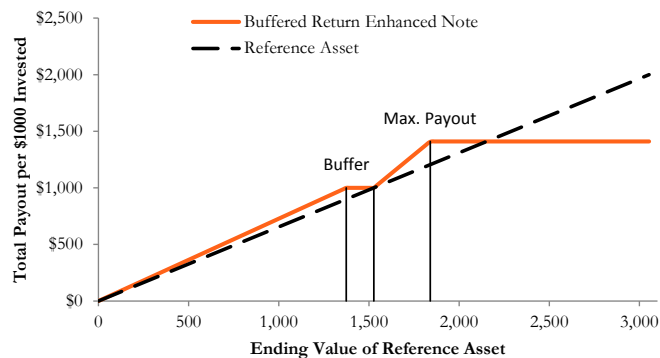 $2,500
Buffered Return Enhanced Note
Reference Asset
$2,000
Max. Payout
$1,500
Buffer
$1,000
$500
$0
Total Payout per $1000 Invested
0
500
1,000
1,500
2,000
2,500
3,000
Ending Value of Reference Asset